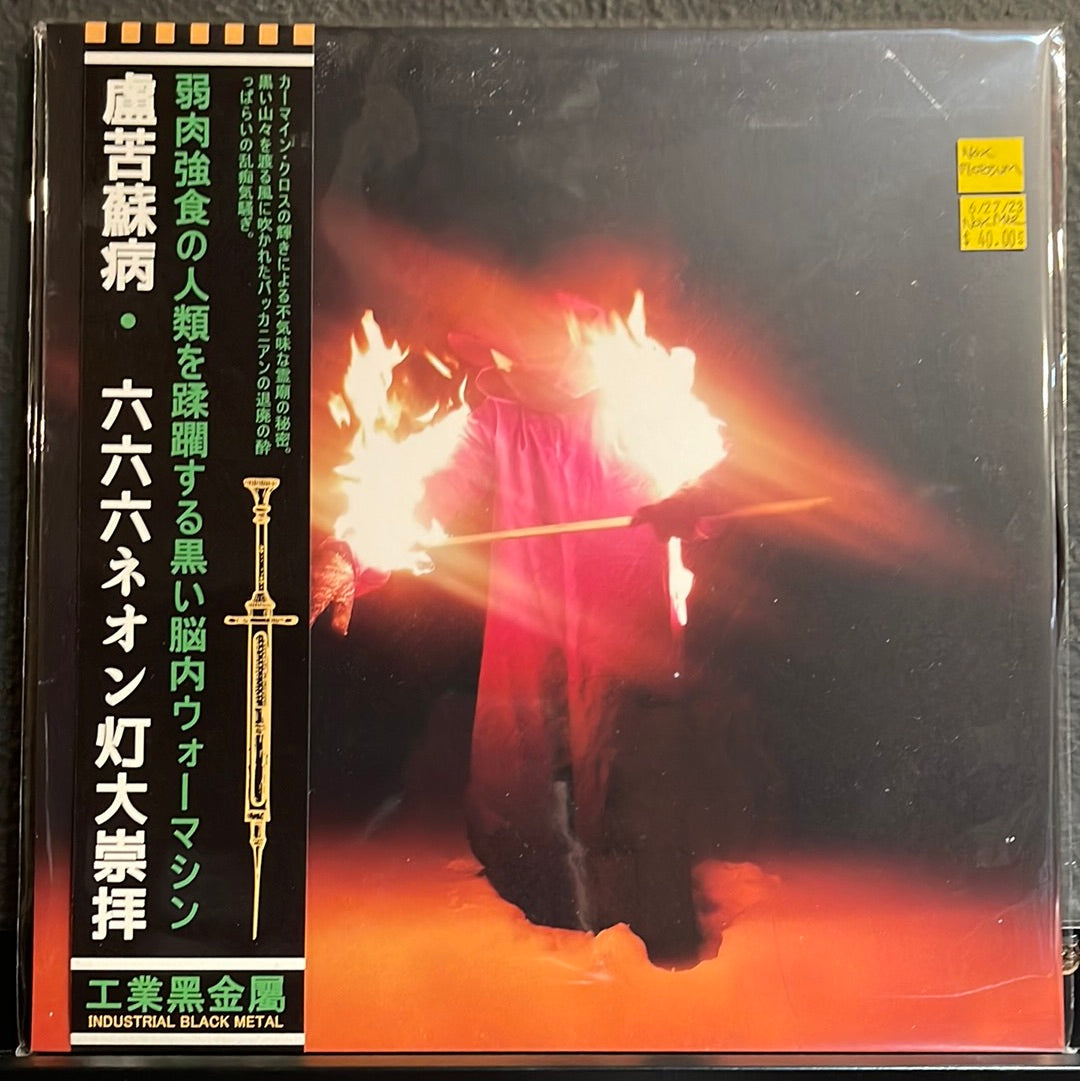 カーマイン・クロスの輝きによる不気味な霊廟の秘密。
黒い山々を渡る風に吹かれたバッカニアンの退廃の酔
っぱらいの乱痴気騒ぎ。
弱肉強食の人類を蹂躙する黒い脳内ウォーマシン
盧苦蘇病・ 六六六ネオン灯大崇拝
工業黑金屬
INDUSTRIAL BLACK METAL
Nox
6/27/23
$ 40.00